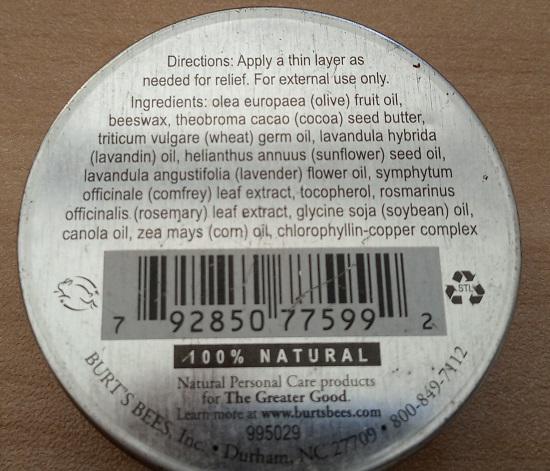 Directions: Apply a thin layer as
needed for relief. For external use only.
Ingredients: olea europaea (olive) fruit oil,
beeswax, theobroma cacao (cocoa) seed butter,
triticum vulgare (wheat) germ oil, lavandula hybrida
(lavandin) oil, helianthus annuus (sunflower) seed oil,
lavandula angustifolia (lavender) flower oil, symphytum
officinale (comfrey) leaf extract, tocopherol, rosmarinus
officinalis (rosemary) leaf extract, glycine soja (soybean) oil,
canola oil, zea mays (corn) oil, chlorophyllin-copper complex
STL
7 92850 77599 2
100% NATURAL
Natural Personal Care products
for The Greater Good.
Learn more at www.burtsbees.com
995029
BURT'S BEES, Inc. • Durham, NC 27709 • 800-849-7112